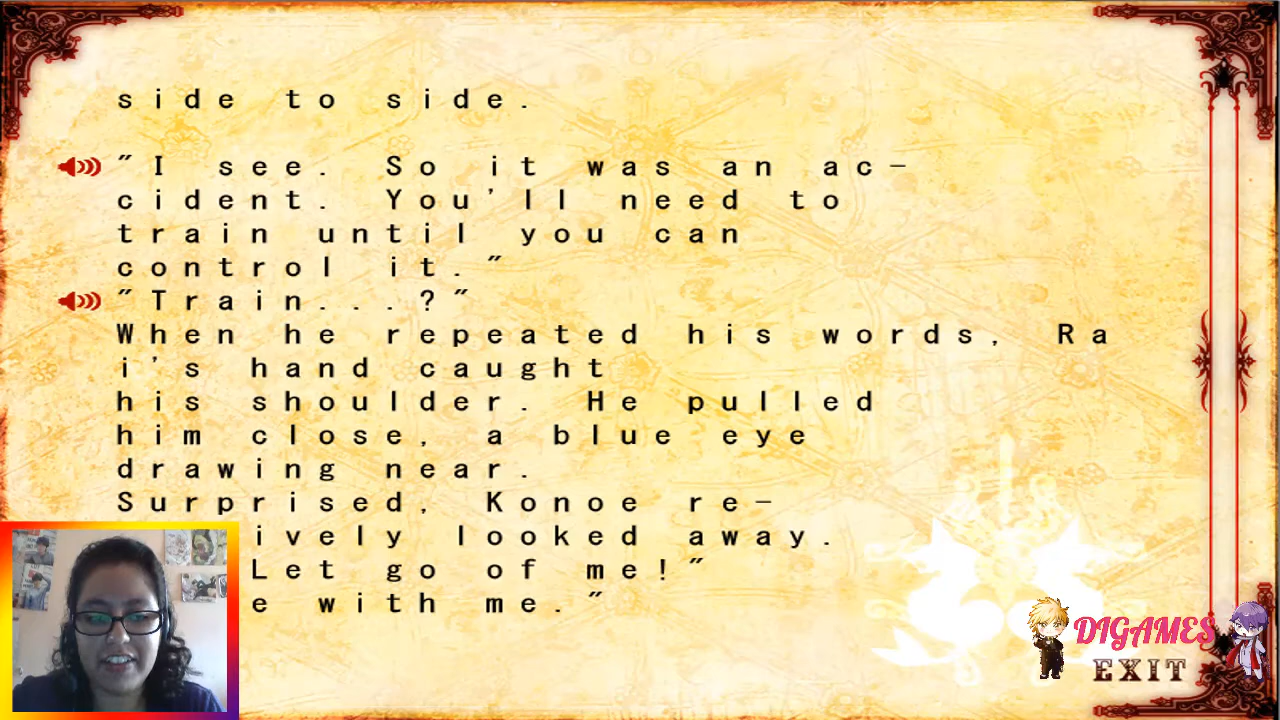 side to side.
"I see. So it was an ac-
cident. You'll need to
train until you can
control it."
"Train...?"
When he repeated his words, Ra
i's hand caught
his shoulder. He pulled
him close, a blue eye
drawing near.
Surprised, Konoe re-
ively looked away.
Let go of me!"
e with me."
DIGAMES
EXIT